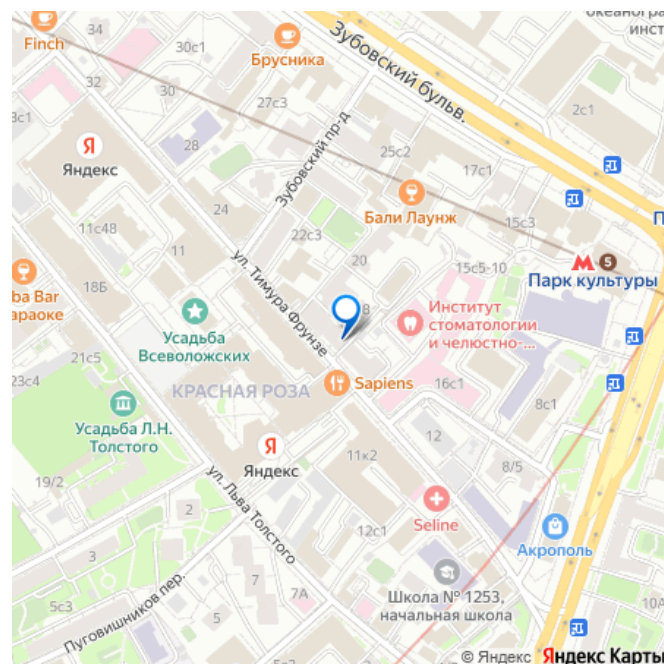 океаногра
инст
Finch
30с1
Брусника
Зубовский бульв.
34
32
27с3
2с1
3с1
30
28
Зубовский пр-д
25с2
17с1
Я
Яндекс
Бали Лаунж
15с3
24
11с48
11
22с3
20
М 5
Парк культуры
15с5-10
18Б
ул. Тимура Фрунзе
ba Bar
араоке
Усадьба
Всеволожских
8
Институт
стоматологии
и челюстно-...
21с5
23с4
КРАСНАЯ РОЗА
Sapiens
16с1
8с1
Усадьба Л.Н.
Толстого
Я
Яндекс
12
11к2
8/5
19/2
ул. Льва Толстого
2
Seline
Акрополь
3
12с1
7
7А
Школа № 1253,
начальная школа
5с3
Пуговишников пер.
10А
© Яндекс Яндекс Карты